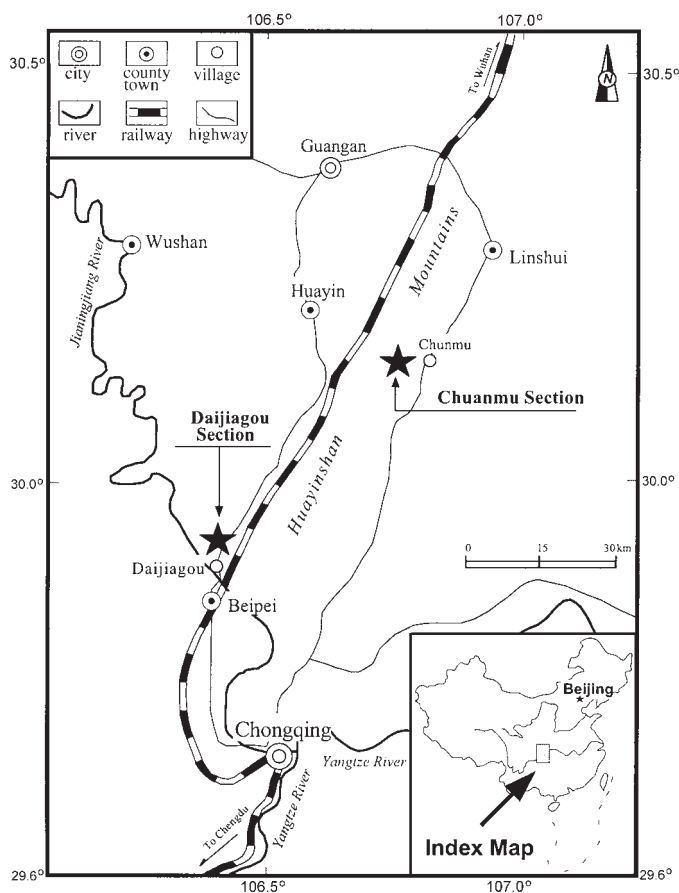 106.5°
107.0°
30.5°
30.5°
city
county
town
village
river
railway
highway
To Wuhan
N
Guangan
Wushan
Linshui
Mountains
Jianingjiang River
Huayin
Chunmu
Chuanmu Section
Daijiagou
Section
Huayinshan
30.0°
30.0°
0
15
30km
Daijiagou
Beipei
Chongqing
Yangtze River
Yangtze River
To Chengdu
Beijing
Index Map
29.6°
29.6°
106.5°
107.0°